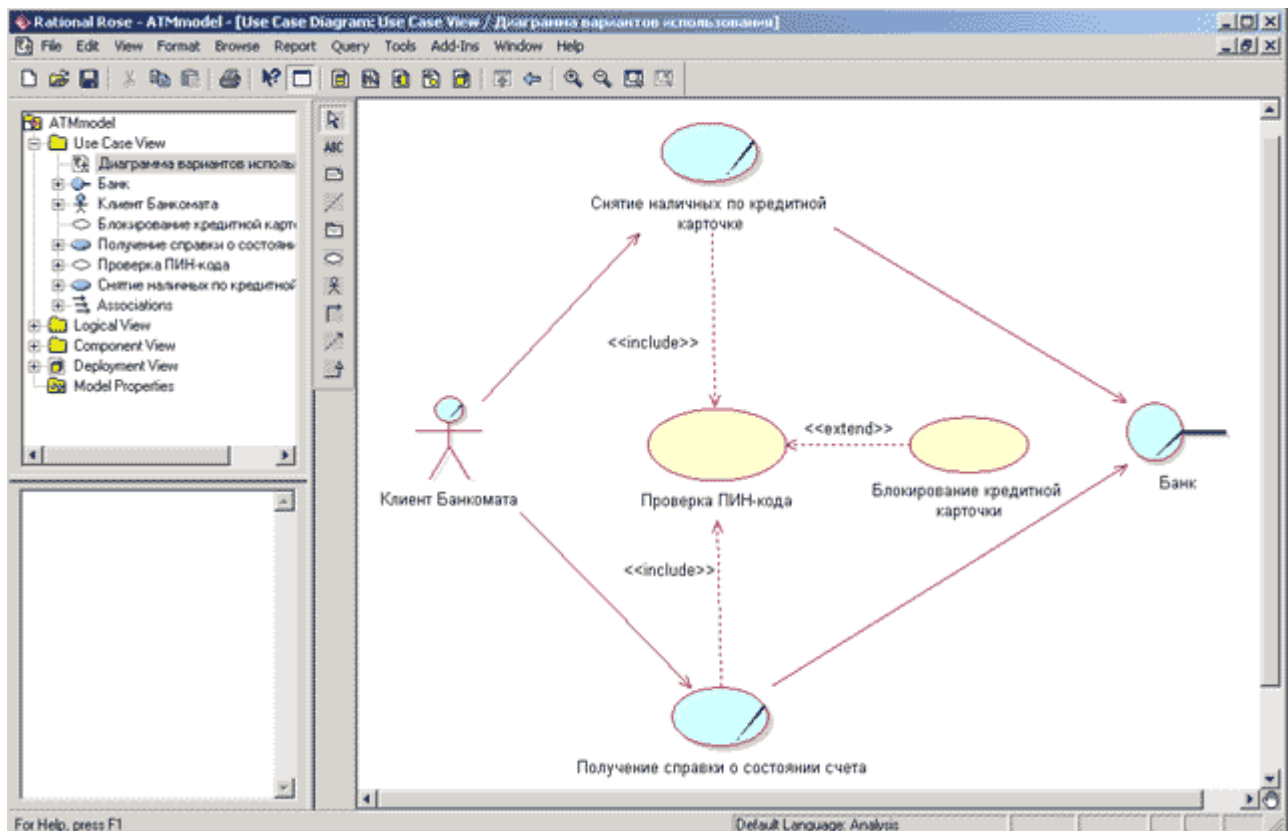 Rational Rose - ATMmodel - [Use Case Diagram: Use Case View / Диаграмма вариантов использования]
File Edit View Format Browse Report Query Tools Add-Ins Window Help
ATMmodel
Use Case View
Диаграмма вариантов исполь
Банк
Клиент Банкомата
Блокирование кредитной карт
Получение справки о состоян
Проверка ПИН-кода
Снятие наличных по кредитной
Associations
Logical View
Component View
Deployment View
Model Properties
ABC
Снятие наличных по кредитной
карточке
<<include>>
<<extend>>
Клиент Банкомата
Проверка ПИН-кода
Блокирование кредитной
карточки
Банк
<<include>>
Получение справки о состоянии счета
For Help, press F1
Default Language: Analysis